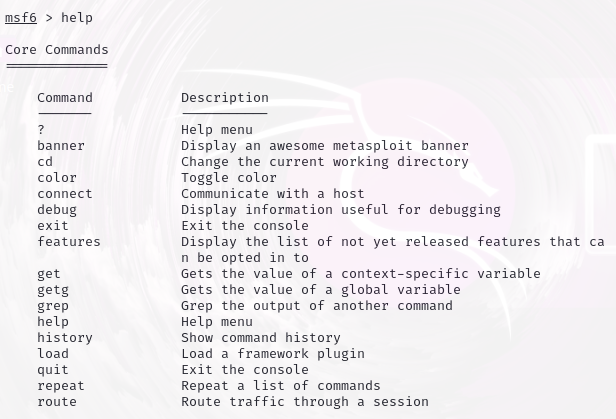 msf6 > help
Core Commands
Command Description
? Help menu
banner Display an awesome metasploit banner
cd Change the current working directory
color Toggle color
connect Communicate with a host
debug Display information useful for debugging
exit Exit the console
features Display the list of not yet released features that ca
n be opted in to
get Gets the value of a context-specific variable
getg Gets the value of a global variable
grep Grep the output of another command
help Help menu
history Show command history
load Load a framework plugin
quit Exit the console
repeat Repeat a list of commands
route Route traffic through a session